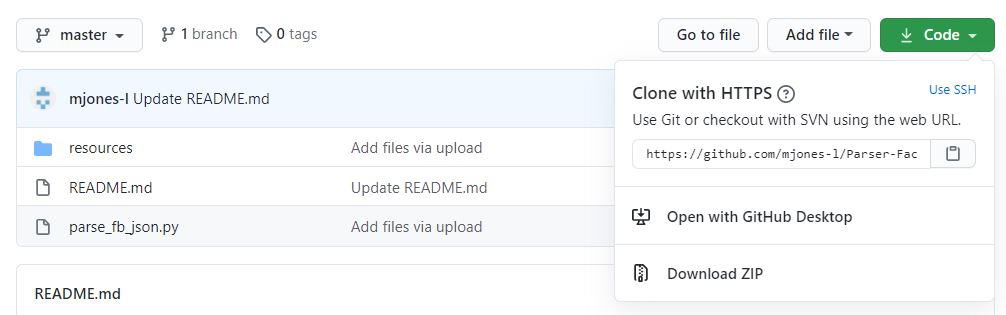 master 1 branch 0 tags Go to file Add file Code
mjones-l Update README.md
Clone with HTTPS Use SSH
Use Git or checkout with SVN using the web URL.
https://github.com/mjones-l/Parser-Fac
resources Add files via upload
README.md Update README.md
parse_fb_json.py Add files via upload
Open with GitHub Desktop
Download ZIP
README.md